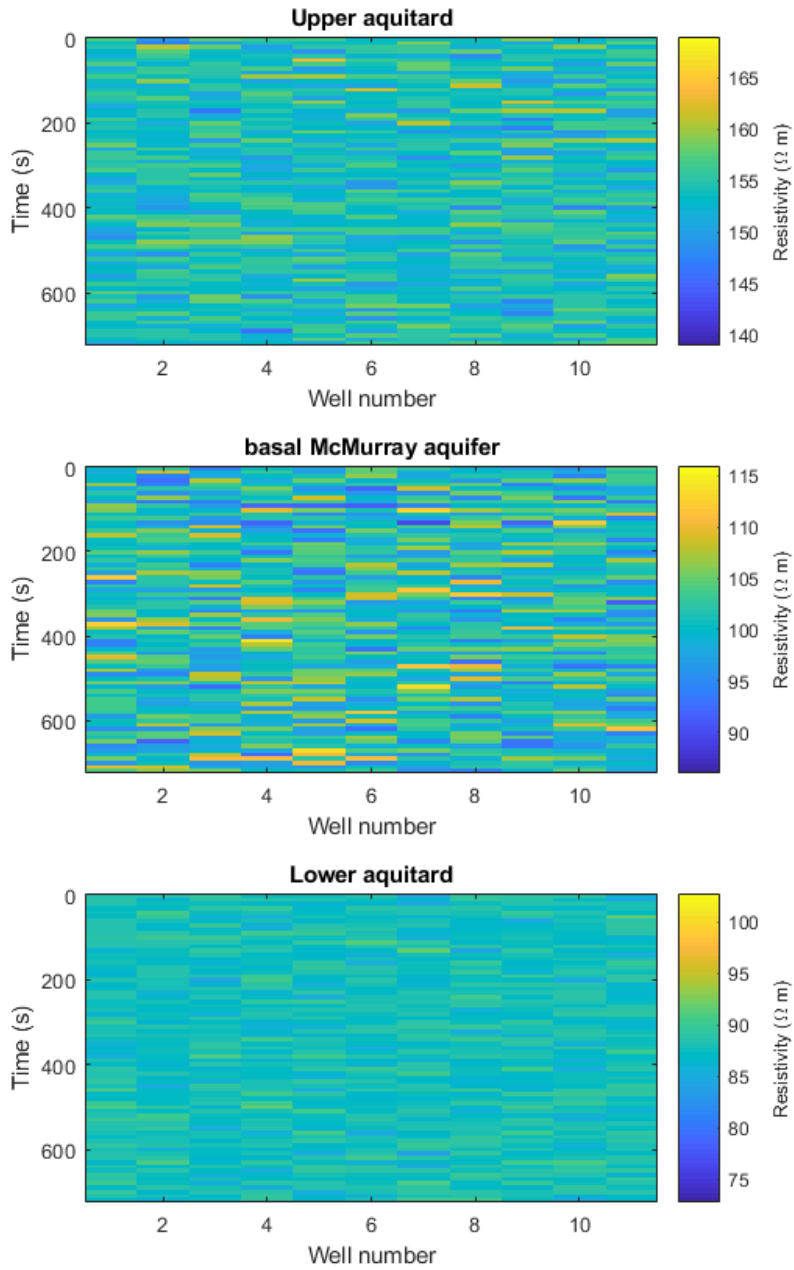 Upper aquitard
0
200
400
600
Time (s)
2 4 6 8 10
Well number
165
160
155
150
145
140
Resistivity (Ω m)
basal McMurray aquifer
0
200
400
600
Time (s)
2 4 6 8 10
Well number
115
110
105
100
95
90
Resistivity (Ω m)
Lower aquitard
0
200
400
600
Time (s)
2 4 6 8 10
Well number
100
95
90
85
80
75
Resistivity (Ω m)